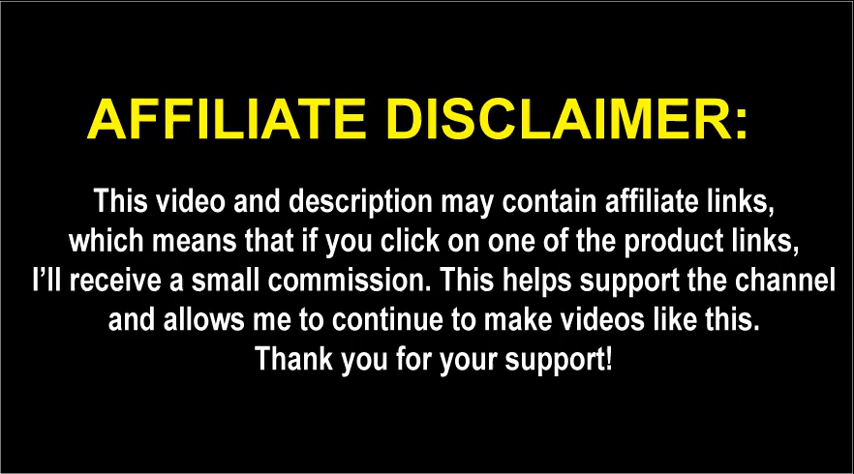 AFFILIATE DISCLAIMER:
This video and description may contain affiliate links,
which means that if you click on one of the product links,
I’ll receive a small commission. This helps support the channel
and allows me to continue to make videos like this.
Thank you for your support!